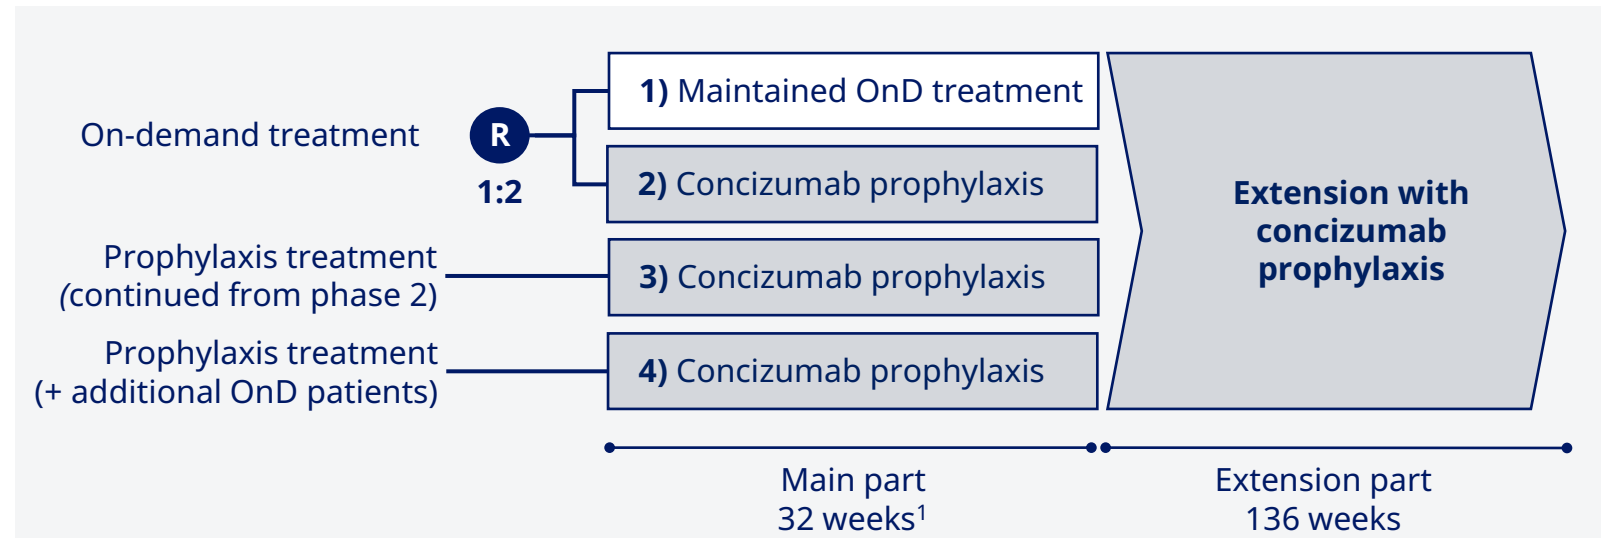 On-demand treatment
R
1:2
1) Maintained OnD treatment
2) Concizumab prophylaxis
Prophylaxis treatment
(continued from phase 2)
3) Concizumab prophylaxis
Prophylaxis treatment
(+ additional OnD patients)
4) Concizumab prophylaxis
Extension with
concizumab
prophylaxis
Main part
32 weeks¹
Extension part
136 weeks